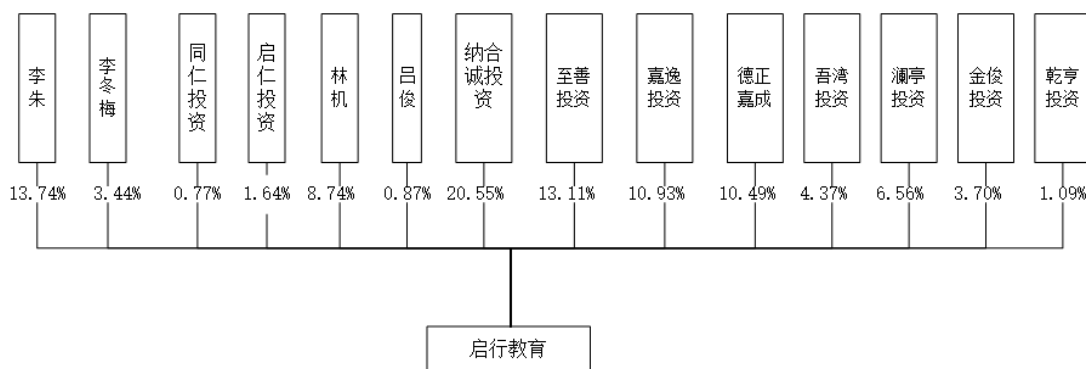 李
朱
李
冬
梅
同
仁
投
资
启
仁
投
资
林
机
吕
俊
纳合
诚投
资
至善
投资
嘉逸
投资
德正
嘉成
吾湾
投资
澜亭
投资
金俊
投资
乾亨
投资
13.74%
3.44%
0.77%
1.64%
8.74%
0.87%
20.55%
13.11%
10.93%
10.49%
4.37%
6.56%
3.70%
1.09%
启行教育